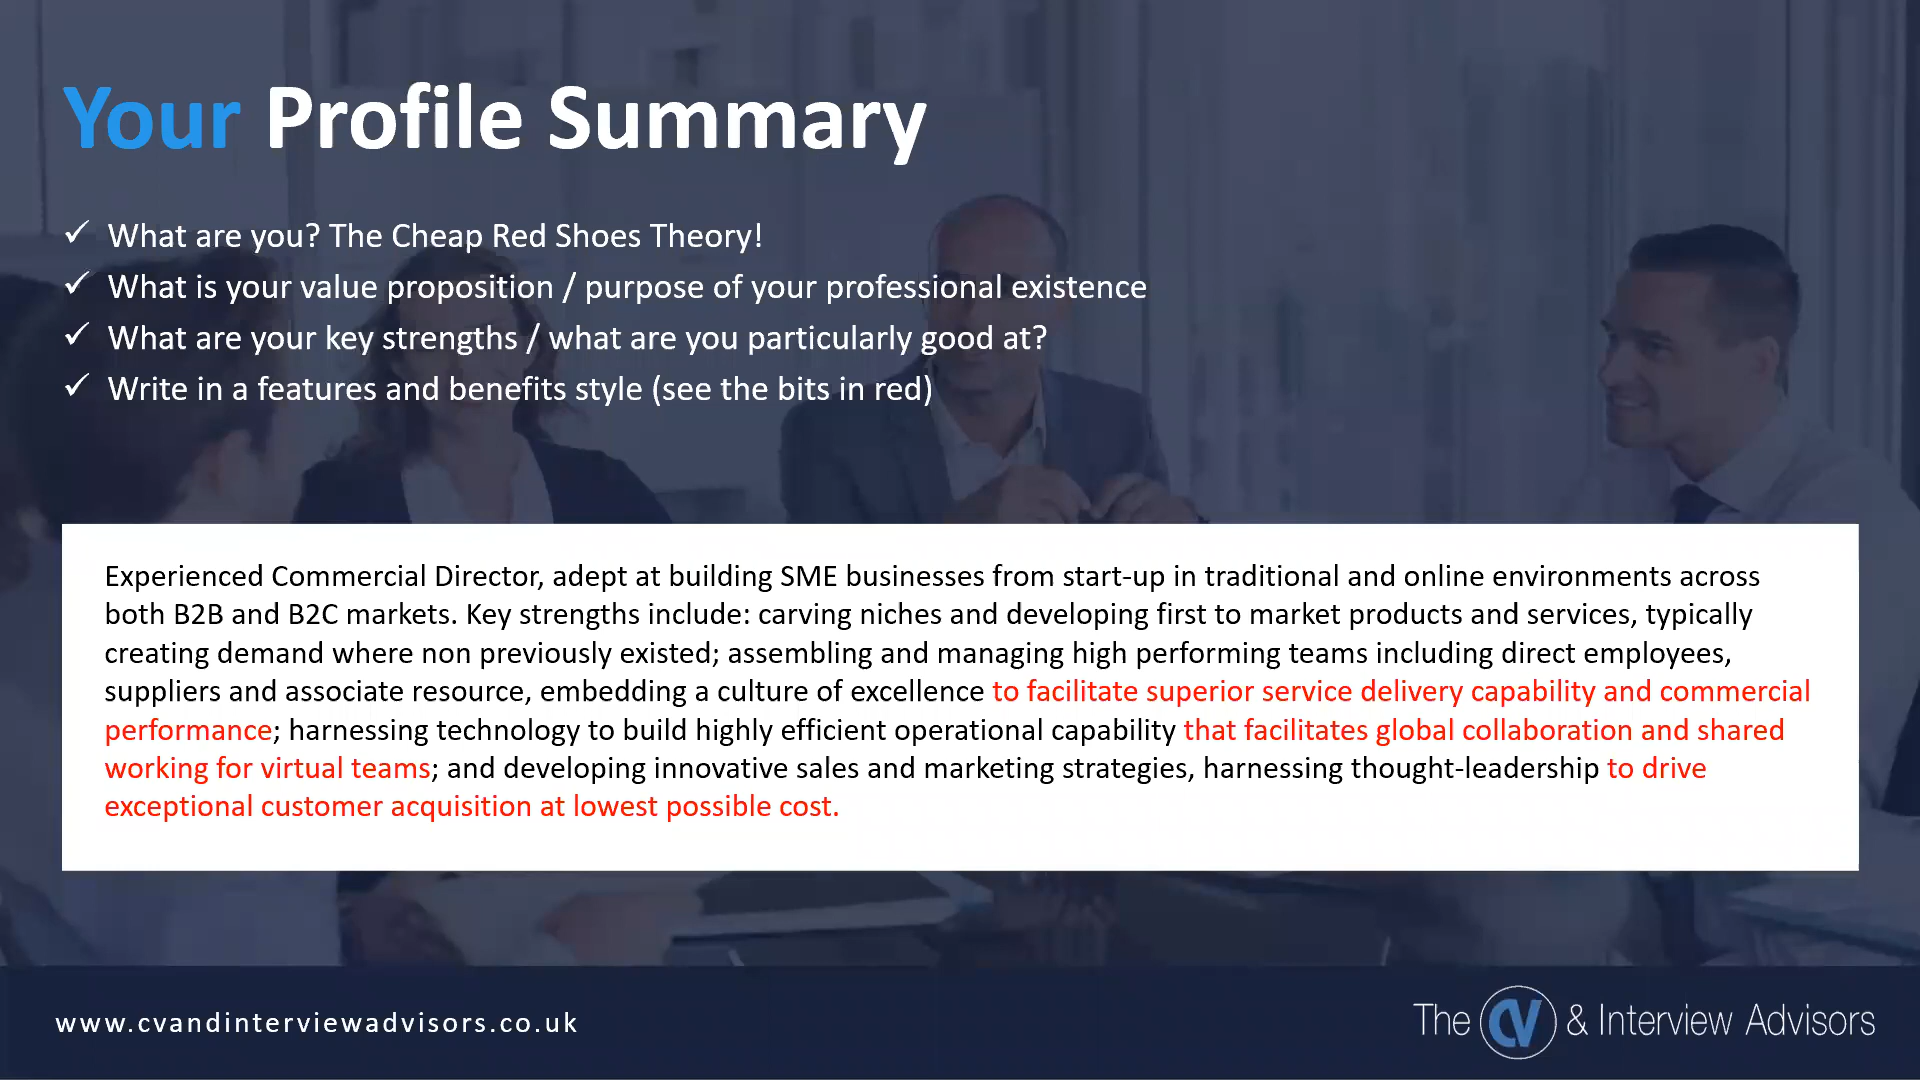 Your Profile Summary
✓ What are you? The Cheap Red Shoes Theory!
✓ What is your value proposition / purpose of your professional existence
✓ What are your key strengths / what are you particularly good at?
✓ Write in a features and benefits style (see the bits in red)
Experienced Commercial Director, adept at building SME businesses from start-up in traditional and online environments across
both B2B and B2C markets. Key strengths include: carving niches and developing first to market products and services, typically
creating demand where non previously existed; assembling and managing high performing teams including direct employees,
suppliers and associate resource, embedding a culture of excellence to facilitate superior service delivery capability and commercial
performance; harnessing technology to build highly efficient operational capability that facilitates global collaboration and shared
working for virtual teams; and developing innovative sales and marketing strategies, harnessing thought-leadership to drive
exceptional customer acquisition at lowest possible cost.
www.cvandinterviewadvisors.co.uk
The CV & Interview Advisors